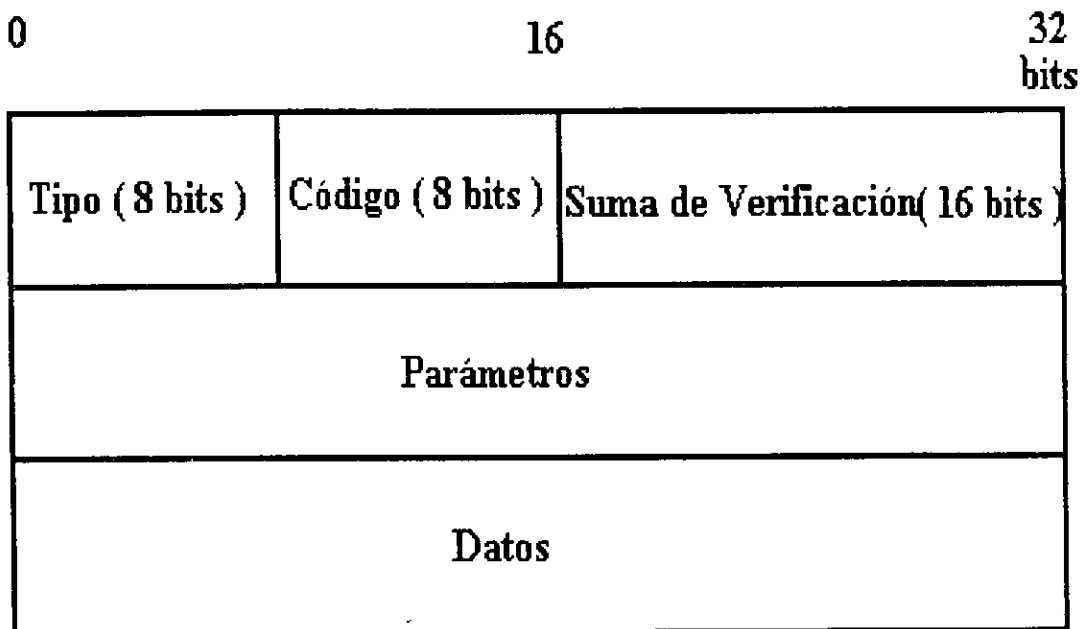 0 16 32
bits
Tipo ( 8 bits ) Código ( 8 bits ) Suma de Verificación( 16 bits )
Parámetros
Datos